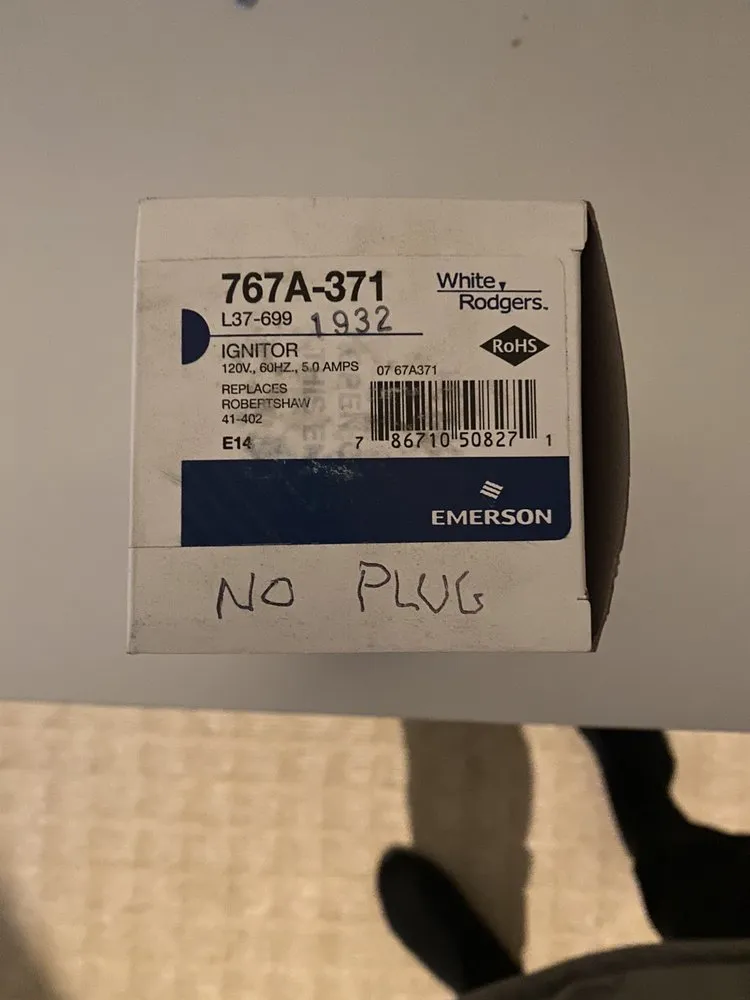 767A-371
White
Rodgers
L37-699 1932
RoHS
IGNITOR
120V., 60HZ., 5.0 AMPS 07 67A371
REPLACES
ROBERTSHAW
41-402
E14
7 86710 50827 1
EMERSON
NO PLUG